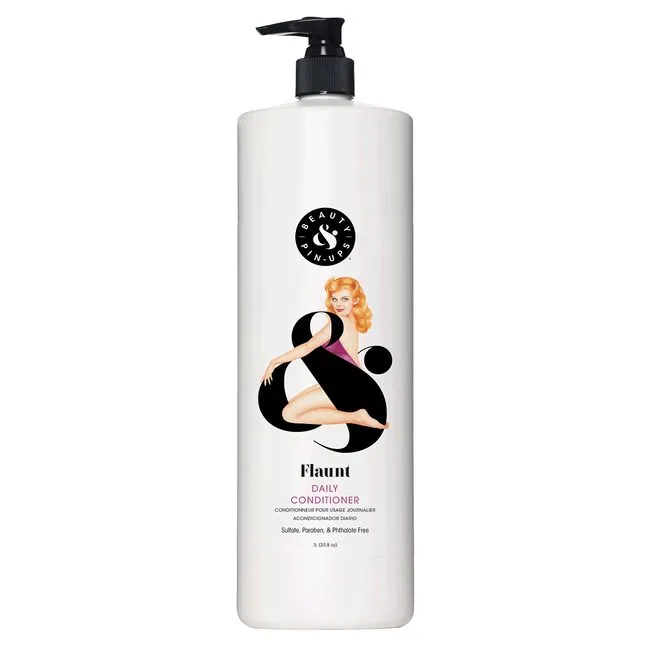 BEAUTY
&
PIN-UPS
&
Flaunt
DAILY
CONDITIONER
CONDITIONNEUR POUR USAGE JOURNALIER
ACONDICIONADOR DIARIO
Sulfate, Paraben, & Phthalate Free
1L (33.8 oz)